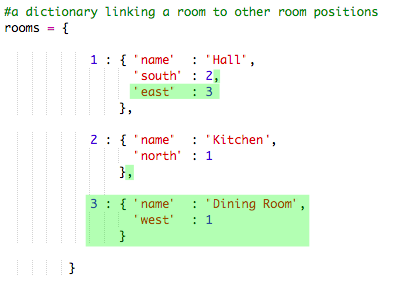 #a dictionary linking a room to other room positions
rooms = {
1 : { 'name' : 'Hall',
'south' : 2,
'east' : 3
},
2 : { 'name' : 'Kitchen',
'north' : 1
},
3 : { 'name' : 'Dining Room',
'west' : 1
}
}